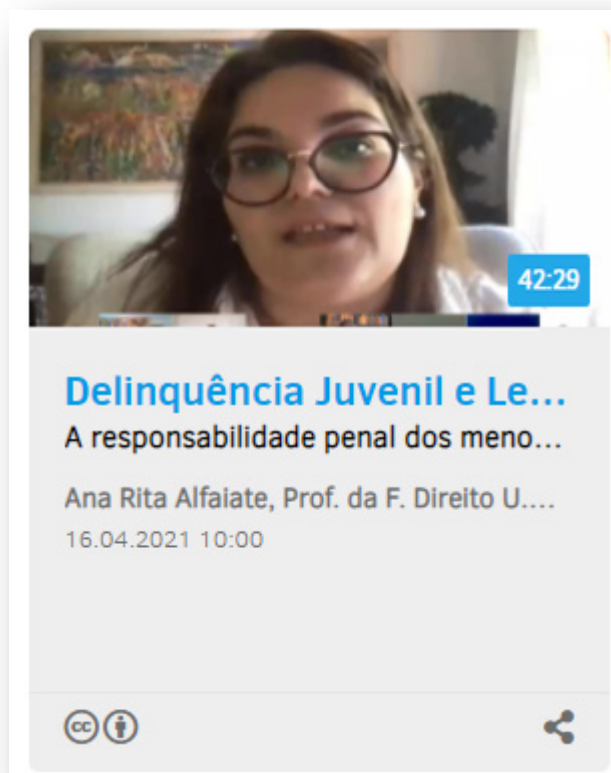 42:29
Delinquência Juvenil e Le...
A responsabilidade penal dos meno...
Ana Rita Alfaiate, Prof. da F. Direito U....
16.04.2021 10:00
cc